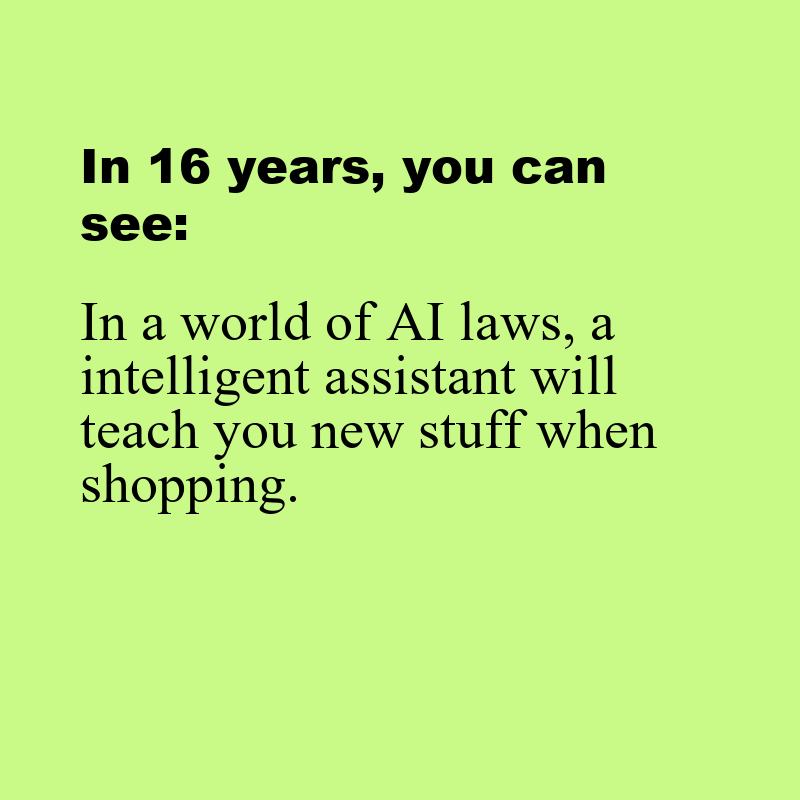 In 16 years, you can
see:
In a world of AI laws, a
intelligent assistant will
teach you new stuff when
shopping.